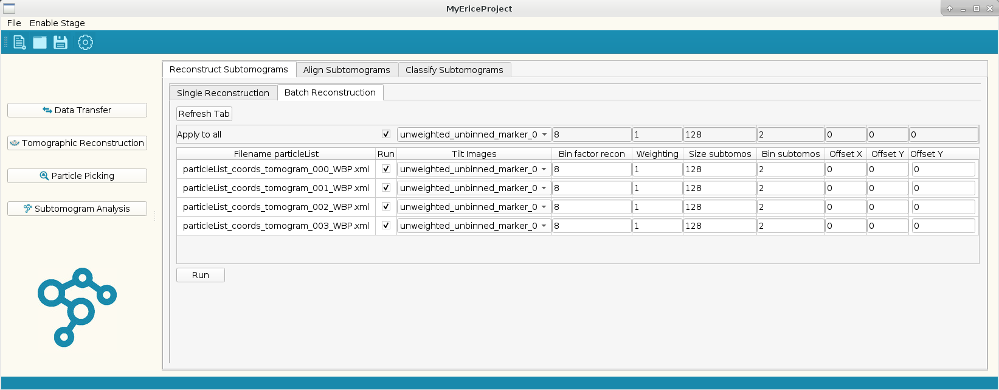 MyEriceProject
File Enable Stage
Data Transfer
Tomographic Reconstruction
Particle Picking
Subtomogram Analysis
Reconstruct Subtomograms Align Subtomograms Classify Subtomograms
Single Reconstruction Batch Reconstruction
Refresh Tab
Apply to all unweighted_unbinned_marker_0 8 1 128 2 0 0 0
Filename particleList Run Tilt Images Bin factor recon Weighting Size subtomos Bin subtomos Offset X Offset Y Offset Y
particleList_coords_tomogram_000_WBP.xml unweighted_unbinned_marker_0 8 1 128 2 0 0 0
particleList_coords_tomogram_001_WBP.xml unweighted_unbinned_marker_0 8 1 128 2 0 0 0
particleList_coords_tomogram_002_WBP.xml unweighted_unbinned_marker_0 8 1 128 2 0 0 0
particleList_coords_tomogram_003_WBP.xml unweighted_unbinned_marker_0 8 1 128 2 0 0 0
Run